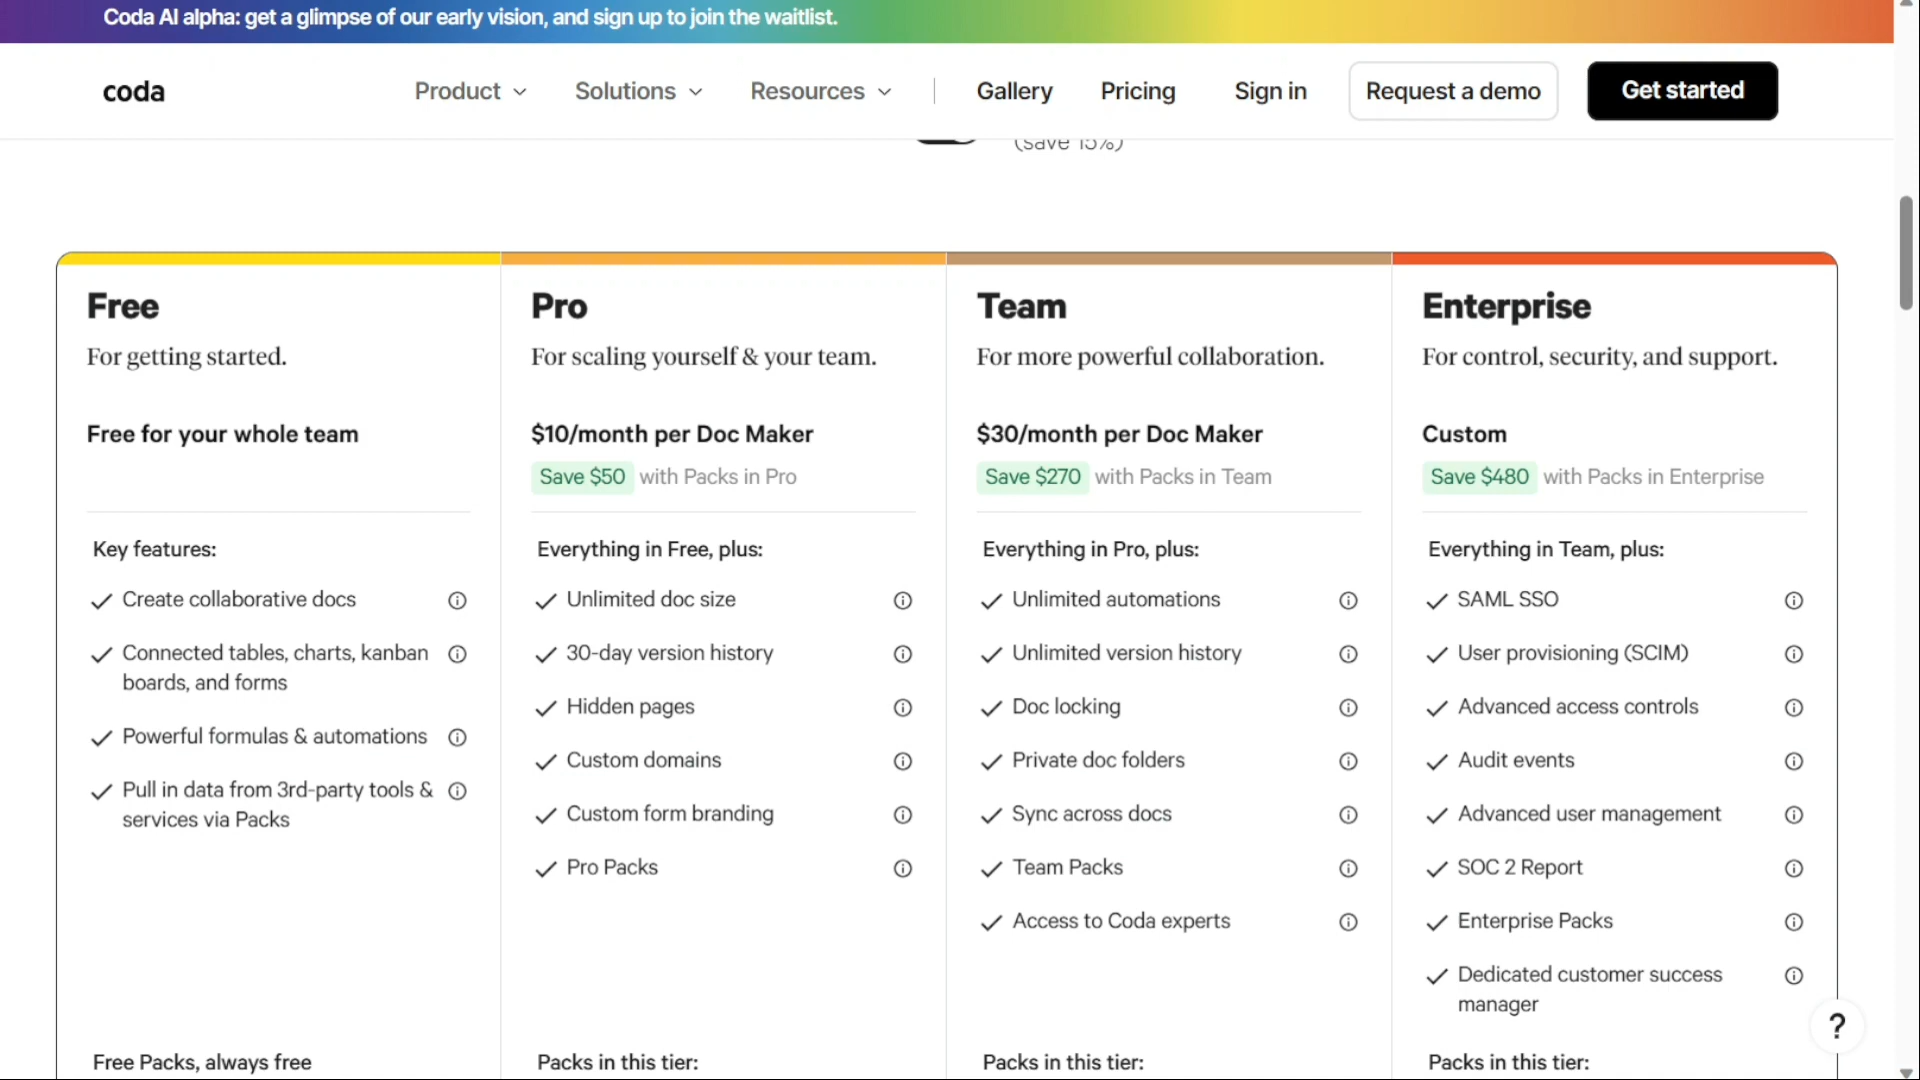 Coda AI alpha: get a glimpse of our early vision, and sign up to join the waitlist.
coda
Product
Solutions
Resources
Gallery
Pricing
Sign in
Request a demo
Get started
(save 15%)
Free
For getting started.
Free for your whole team
Key features:
Create collaborative docs
Connected tables, charts, kanban
boards, and forms
Powerful formulas & automations
Pull in data from 3rd-party tools &
services via Packs
Free Packs, always free
Pro
For scaling yourself & your team.
$10/month per Doc Maker
Save $50 with Packs in Pro
Everything in Free, plus:
Unlimited doc size
30-day version history
Hidden pages
Custom domains
Custom form branding
Pro Packs
Packs in this tier:
Team
For more powerful collaboration.
$30/month per Doc Maker
Save $270 with Packs in Team
Everything in Pro, plus:
Unlimited automations
Unlimited version history
Doc locking
Private doc folders
Sync across docs
Team Packs
Access to Coda experts
Packs in this tier:
Enterprise
For control, security, and support.
Custom
Save $480 with Packs in Enterprise
Everything in Team, plus:
SAML SSO
User provisioning (SCIM)
Advanced access controls
Audit events
Advanced user management
SOC 2 Report
Enterprise Packs
Dedicated customer success
manager
Packs in this tier:
?